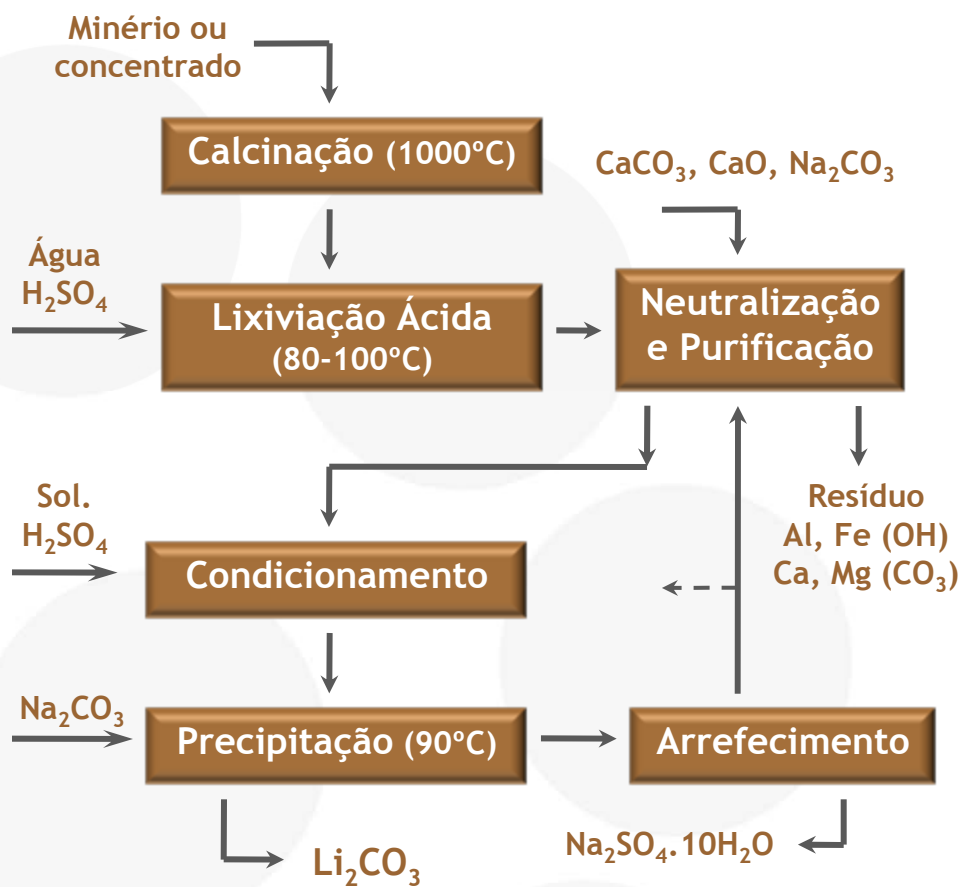 Minério ou
concentrado
Calcinação (1000ºC)
CaCO₃, CaO, Na₂CO₃
Água
H₂SO₄
Lixiviação Ácida
(80-100ºC)
Neutralização
e Purificação
Sol.
H₂SO₄
Condicionamento
Resíduo
Al, Fe (OH)
Ca, Mg (CO₃)
Na₂CO₃
Precipitação (90ºC)
Arrefecimento
Li₂CO₃
Na₂SO₄.10H₂O